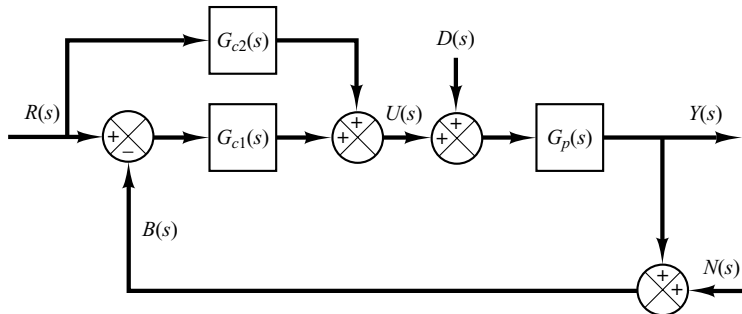 G_{c2}(s)
D(s)
R(s)
+
+
+
−
G_{c1}(s)
+
U(s)
+
G_p(s)
Y(s)
B(s)
+
+
N(s)